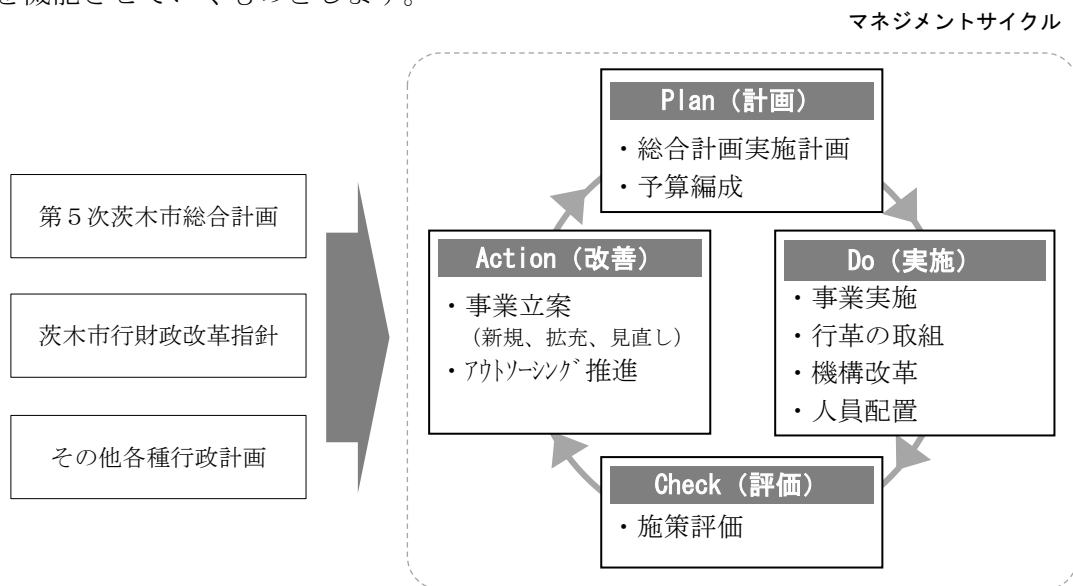 を機能させていくものとします。
マネジメントサイクル
第５次茨木市総合計画
茨木市行財政改革指針
その他各種行政計画
Plan（計画）
・総合計画実施計画
・予算編成
Action（改善）
・事業立案
（新規、拡充、見直し）
・ｱｳﾄｿｰｼﾝｸﾞ推進
Do（実施）
・事業実施
・行革の取組
・機構改革
・人員配置
Check（評価）
・施策評価